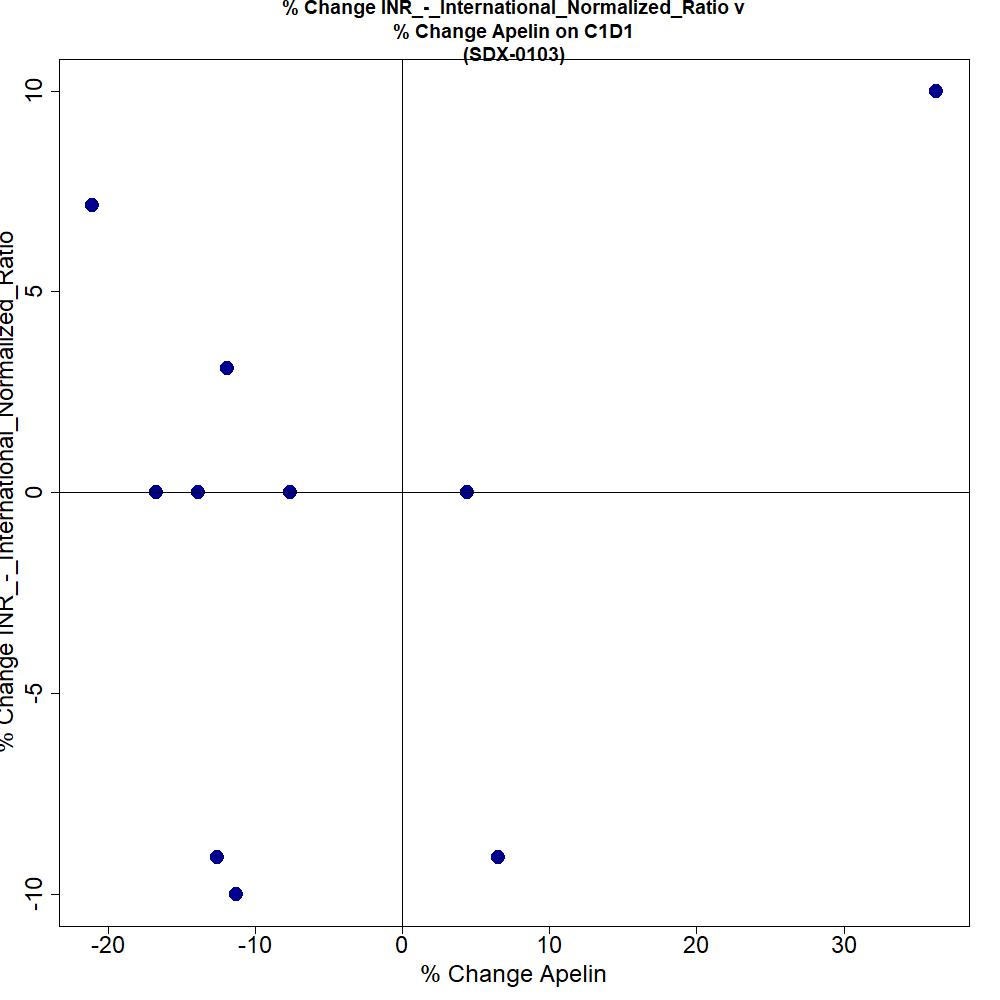 % Change INR_-_International_Normalized_Ratio v
% Change Apelin on C1D1
(SDX-0103)
% Change INR_-_International_Normalized_Ratio
10
5
0
-5
-10
-20
-10
0
10
20
30
% Change Apelin